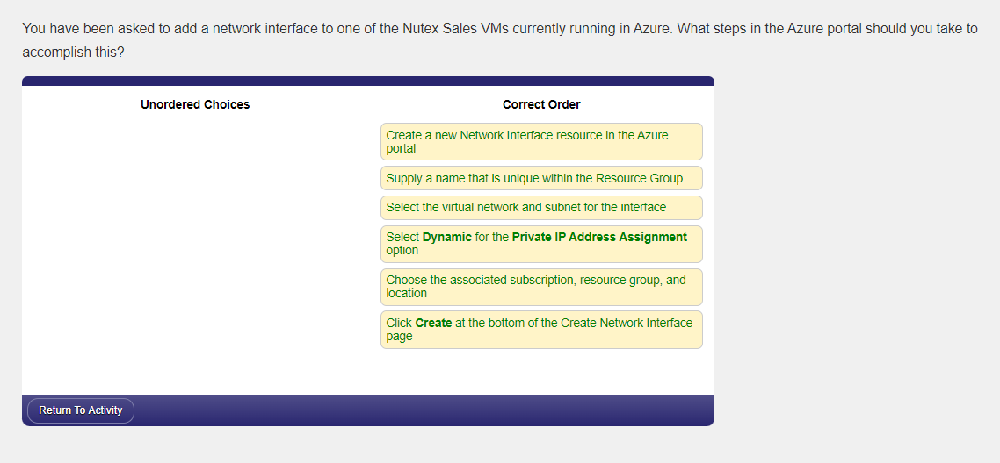 You have been asked to add a network interface to one of the Nutex Sales VMs currently running in Azure. What steps in the Azure portal should you take to
accomplish this?
Unordered Choices
Correct Order
Create a new Network Interface resource in the Azure
portal
Supply a name that is unique within the Resource Group
Select the virtual network and subnet for the interface
Select Dynamic for the Private IP Address Assignment
option
Choose the associated subscription, resource group, and
location
Click Create at the bottom of the Create Network Interface
page
Return To Activity